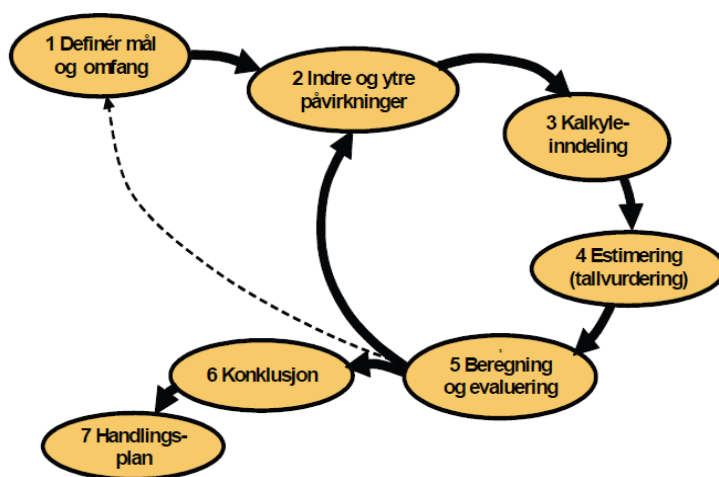 1 Definér mål
og omfang
2 Indre og ytre
påvirkninger
3 Kalkyle-
inndeling
4 Estimering
(tallvurdering)
5 Beregning
og evaluering
6 Konklusjon
7 Handlings-
plan